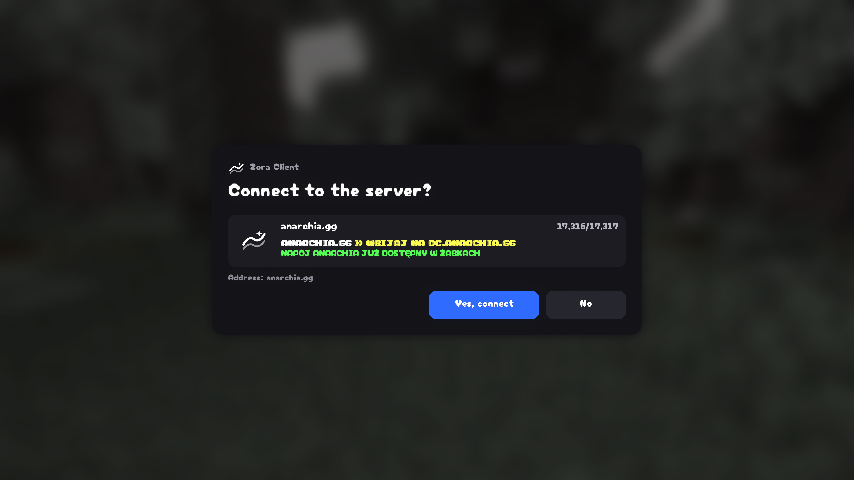 Zora Client
Connect to the server?
anarchia.gg 17,316/17,317
ANARCHIA.GG » WBIJAJ NA DC.ANARCHIA.GG
NAPÓJ ANARCHIA JUŻ DOSTĘPNY W ŻABKACH
Address: anarchia.gg
Yes, connect No